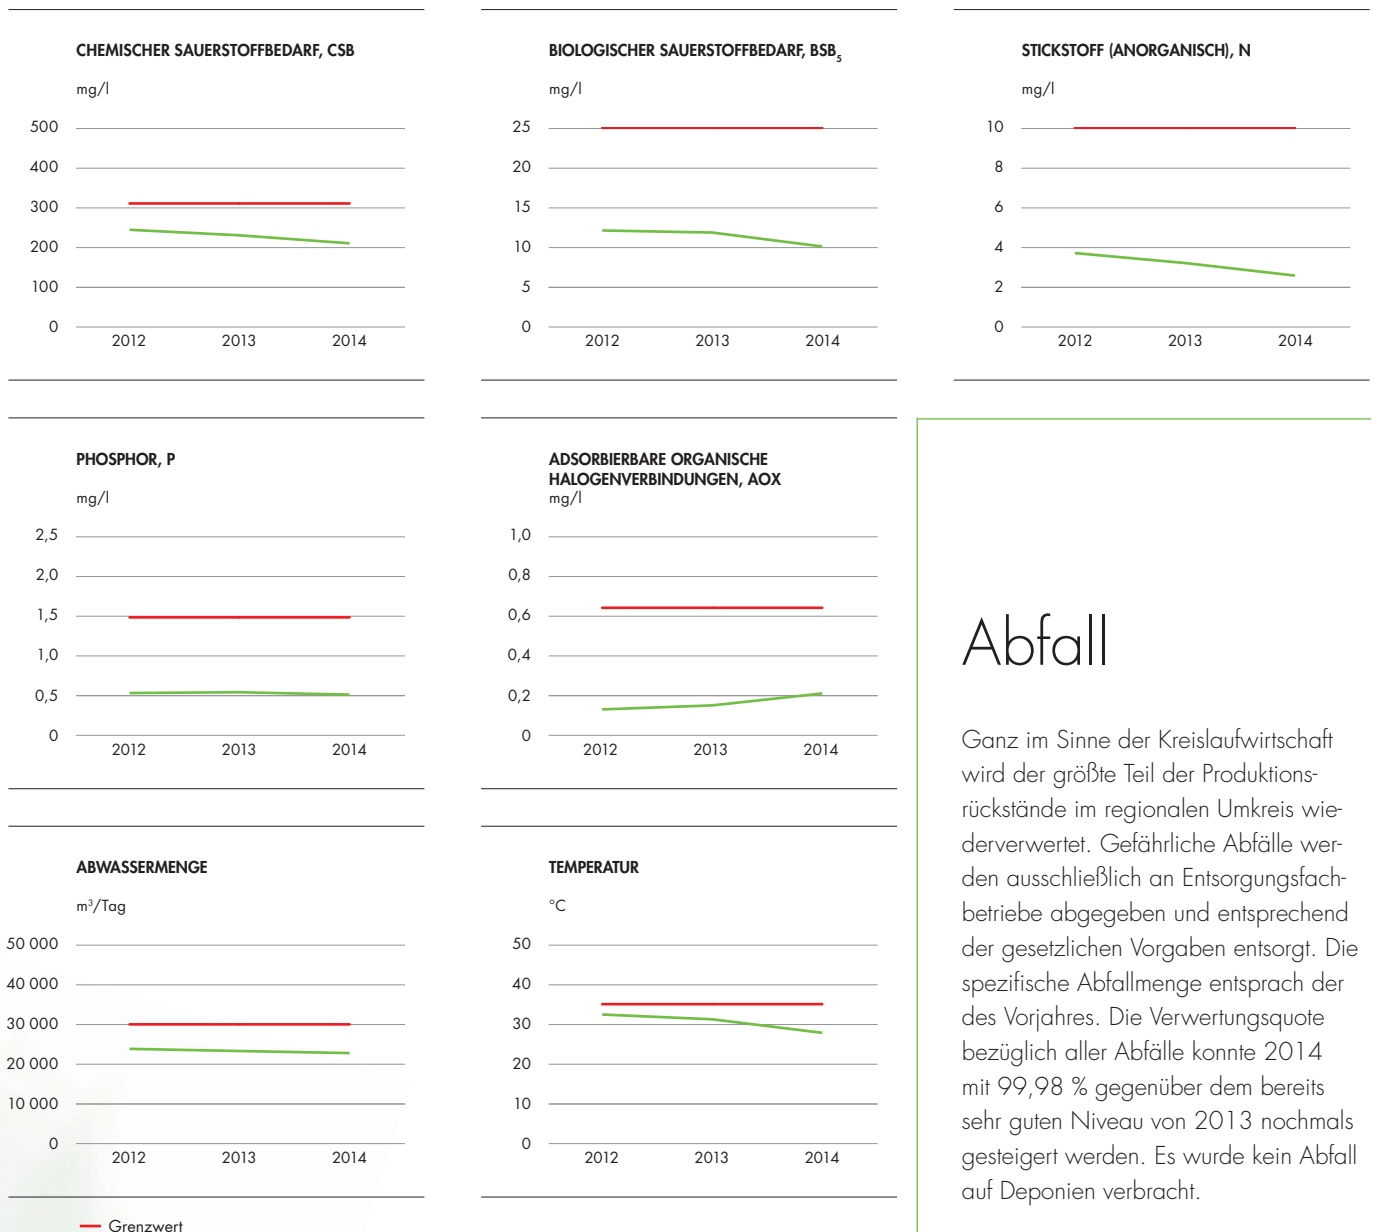 CHEMISCHER SAUERSTOFFBEDARF, CSB
mg/l
500
400
300
200
100
0
2012 2013 2014
BIOLOGISCHER SAUERSTOFFBEDARF, BSB5
mg/l
25
20
15
10
5
0
2012 2013 2014
STICKSTOFF (ANORGANISCH), N
mg/l
10
8
6
4
2
0
2012 2013 2014
PHOSPHOR, P
mg/l
2,5
2,0
1,5
1,0
0,5
0
2012 2013 2014
ADSORBIERBARE ORGANISCHE
HALOGENVERBINDUNGEN, AOX
mg/l
1,0
0,8
0,6
0,4
0,2
0
2012 2013 2014
ABWASSERMENGE
m³/Tag
50 000
40 000
30 000
20 000
10 000
0
2012 2013 2014
TEMPERATUR
°C
50
40
30
20
10
0
2012 2013 2014
Grenzwert
Abfall
Ganz im Sinne der Kreislaufwirtschaft
wird der größte Teil der Produktions-
rückstände im regionalen Umkreis wie-
derverwertet. Gefährliche Abfälle wer-
den ausschließlich an Entsorgungsfach-
betriebe abgegeben und entsprechend
der gesetzlichen Vorgaben entsorgt. Die
spezifische Abfallmenge entsprach der
des Vorjahres. Die Verwertungsquote
bezüglich aller Abfälle konnte 2014
mit 99,98 % gegenüber dem bereits
sehr guten Niveau von 2013 nochmals
gesteigert werden. Es wurde kein Abfall
auf Deponien verbracht.